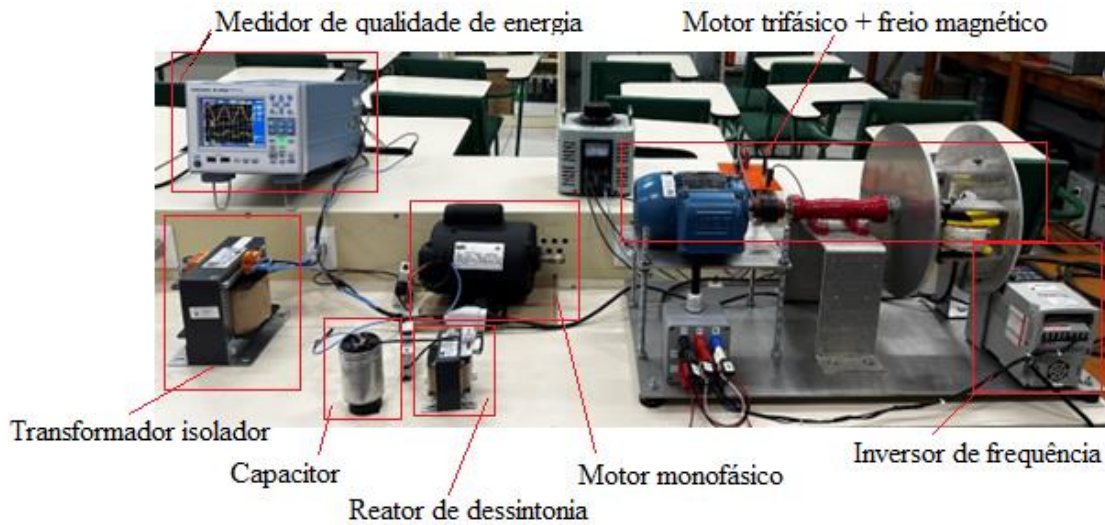 Medidor de qualidade de energia
Motor trifásico + freio magnético
Transformador isolador
Capacitor
Reator de dessintonia
Motor monofásico
Inversor de frequência